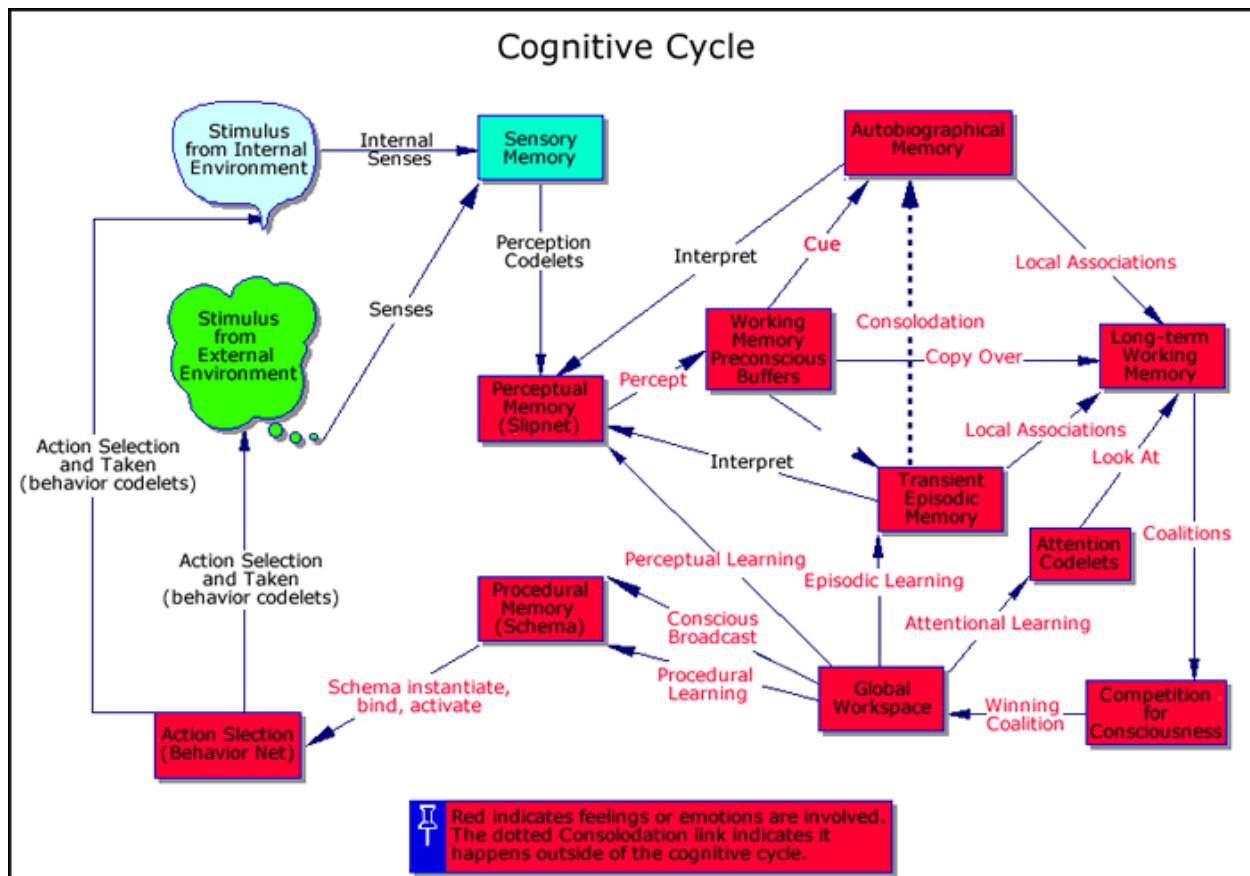 Cognitive Cycle
Stimulus
from Internal
Environment
Internal
Senses
Sensory
Memory
Autobiographical
Memory
Perception
Codelets
Interpret
Cue
Local Associations
Senses
Stimulus
from
External
Environment
Working
Memory
Preconscious
Buffers
Consolodation
Copy Over
Long-term
Working
Memory
Percept
Perceptual
Memory
(Slipnet)
Action Selection
and Taken
(behavior codelets)
Interpret
Local Associations
Look At
Transient
Episodic
Memory
Attention
Codelets
Coalitions
Action Selection
and Taken
(behavior codelets)
Perceptual Learning
Episodic Learning
Procedural
Memory
(Schema)
Conscious
Broadcast
Attentional Learning
Procedural
Learning
Schema instantiate,
bind, activate
Global
Workspace
Winning
Coalition
Competition
for
Consciousness
Action Slection
(Behavior Net)
Red indicates feelings or emotions are involved.
The dotted Consolodation link indicates it
happens outside of the cognitive cycle.